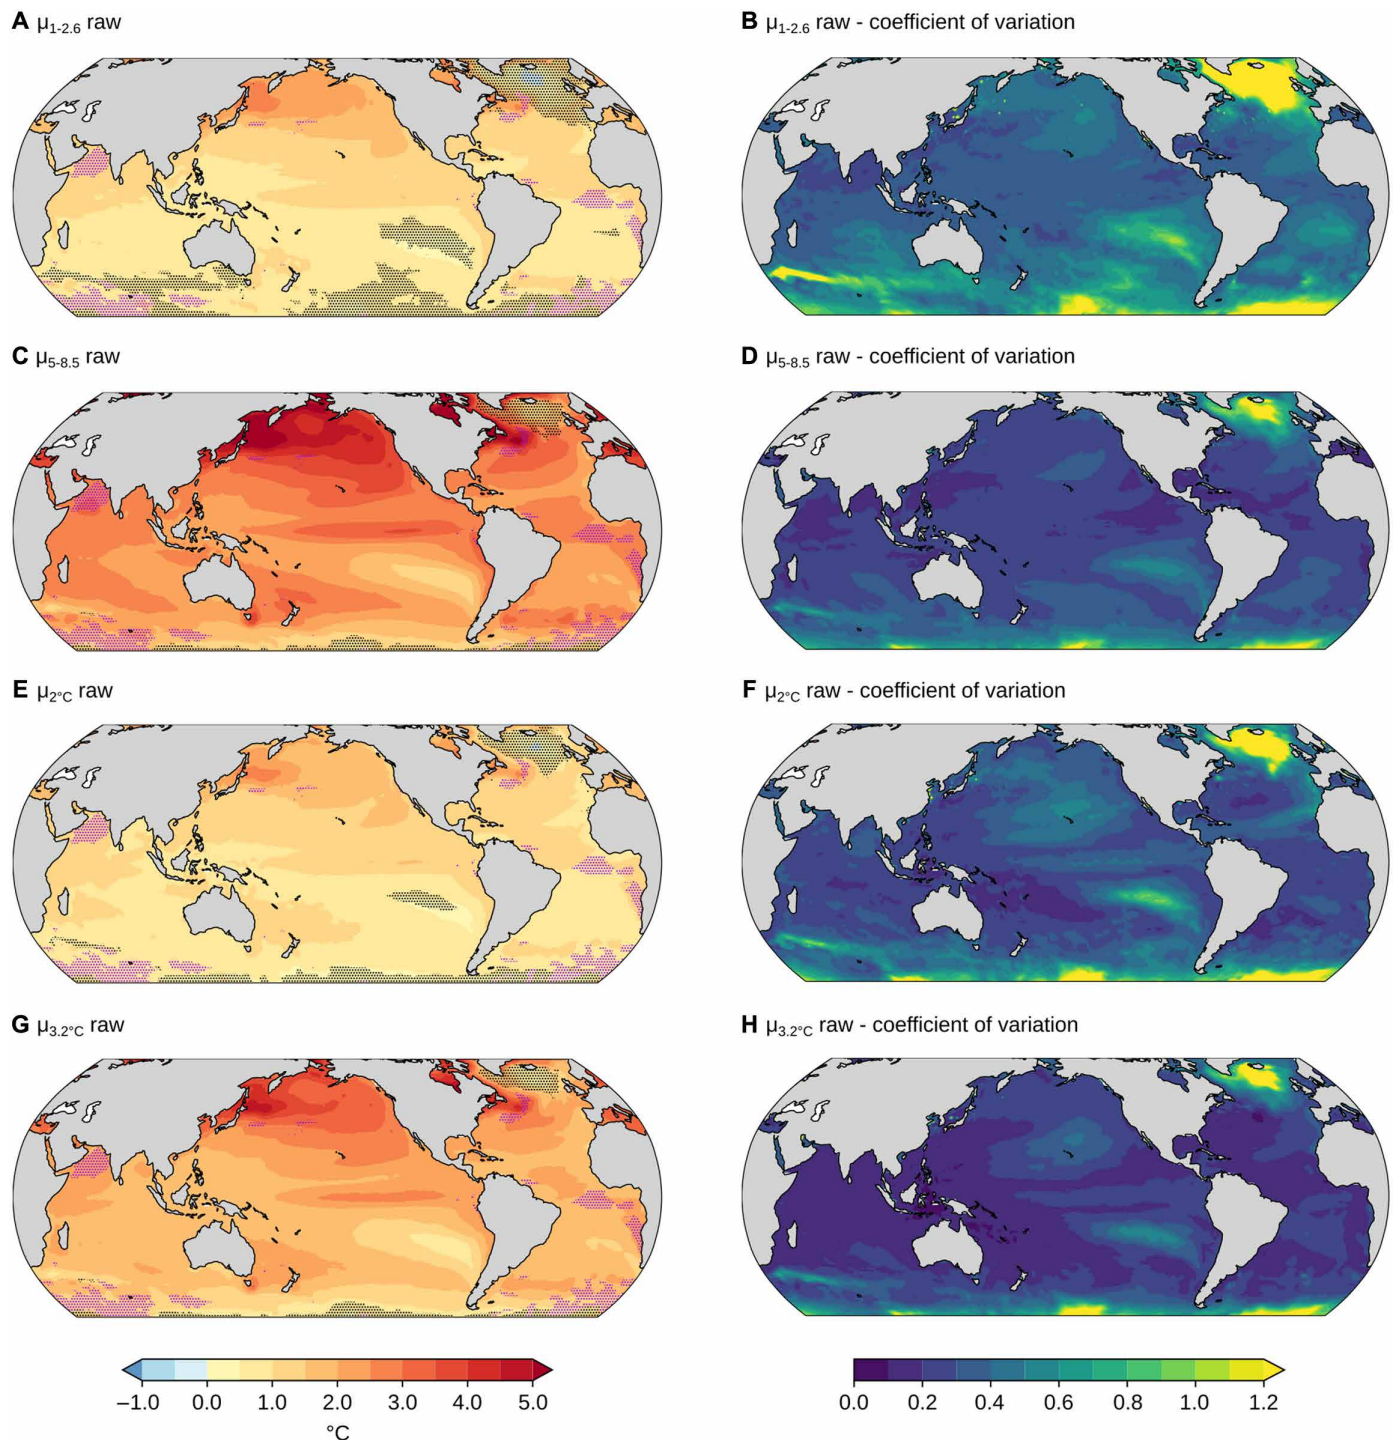 A μ1-2.6 raw
B μ1-2.6 raw - coefficient of variation
C μ5-8.5 raw
D μ5-8.5 raw - coefficient of variation
E μ2°C raw
F μ2°C raw - coefficient of variation
G μ3.2°C raw
H μ3.2°C raw - coefficient of variation
−1.0 0.0 1.0 2.0 3.0 4.0 5.0
°C
0.0 0.2 0.4 0.6 0.8 1.0 1.2